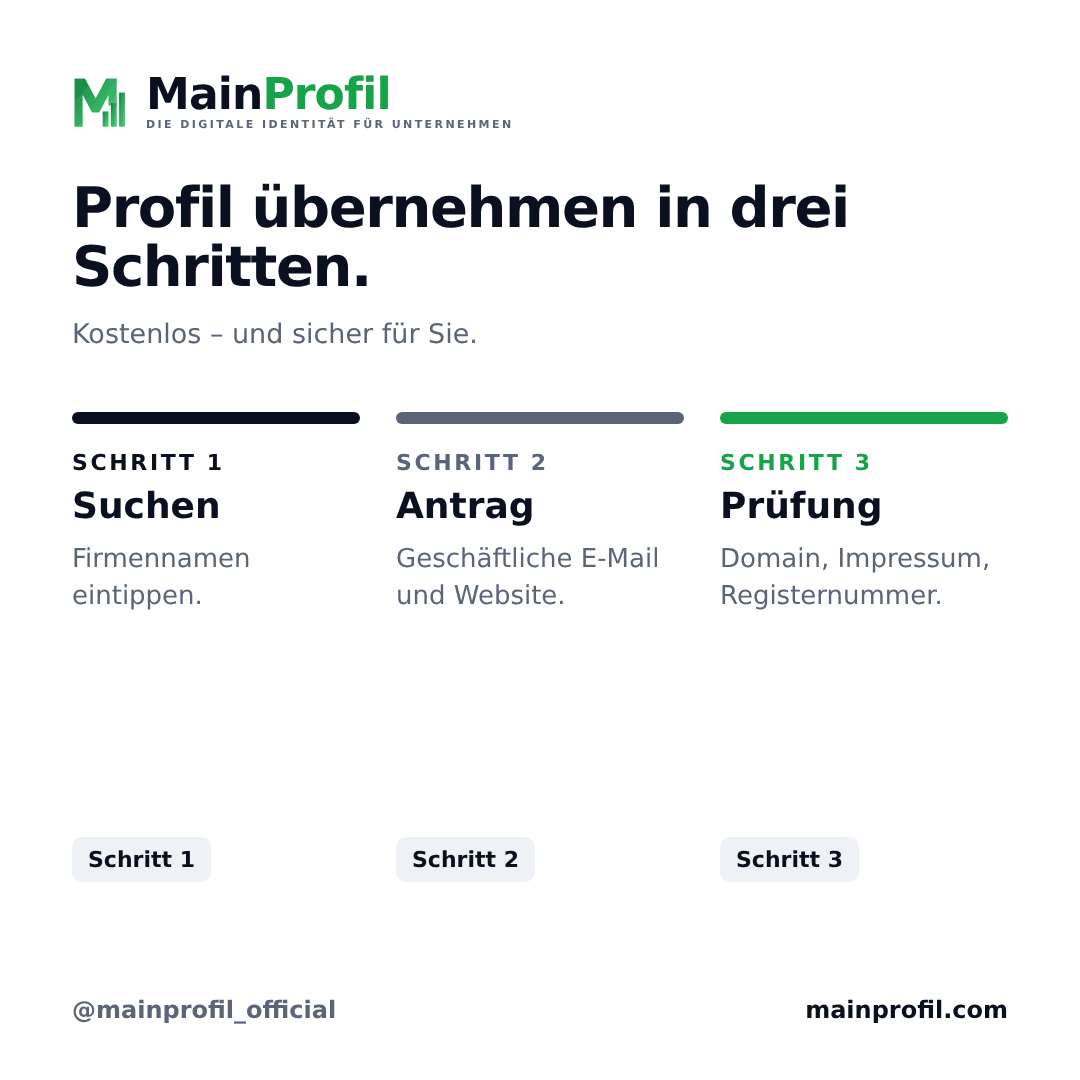 MainProfil
DIE DIGITALE IDENTITÄT FÜR UNTERNEHMEN
Profil übernehmen in drei
Schritten.
Kostenlos – und sicher für Sie.
SCHRITT 1
Suchen
Firmennamen
eintippen.
SCHRITT 2
Antrag
Geschäftliche E-Mail
und Website.
SCHRITT 3
Prüfung
Domain, Impressum,
Registernummer.
Schritt 1
Schritt 2
Schritt 3
@mainprofil_official
mainprofil.com